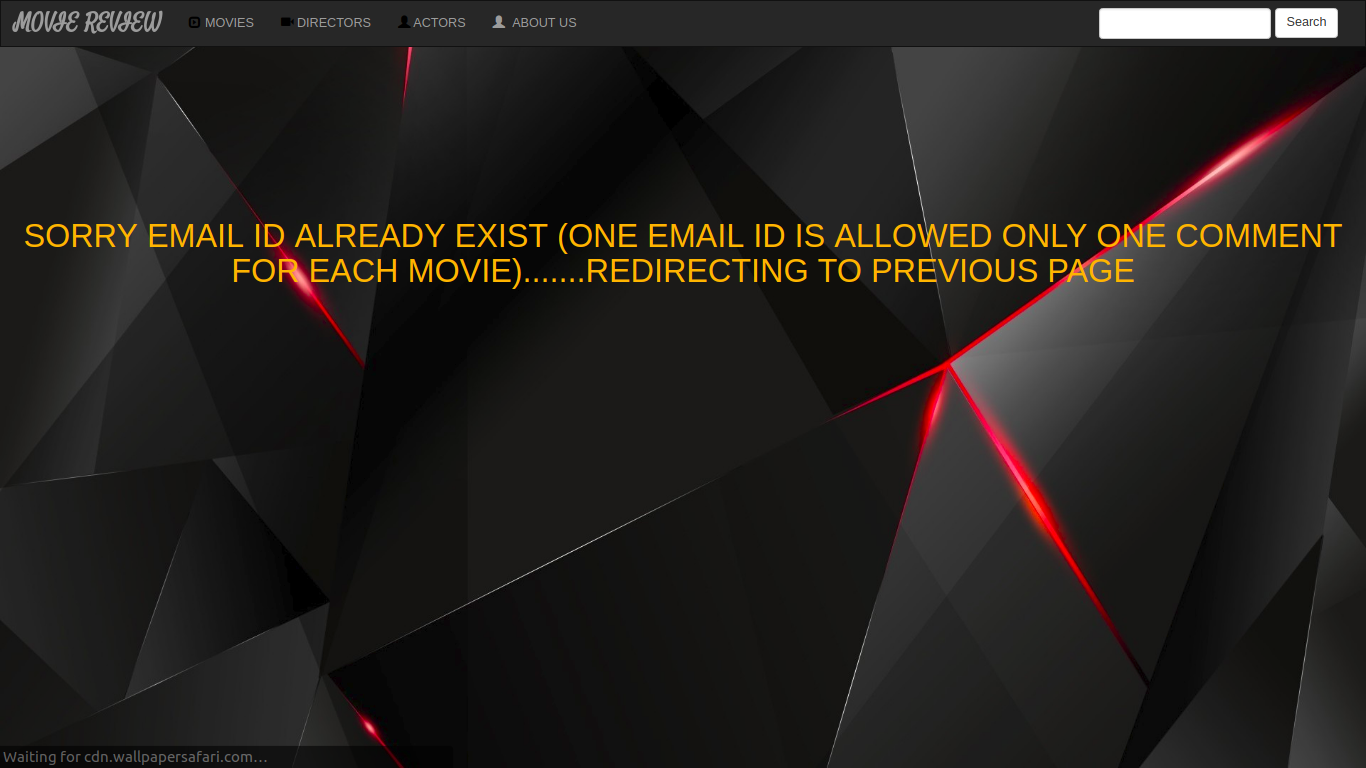 MOVIE REVIEW MOVIES DIRECTORS ACTORS ABOUT US Search
SORRY EMAIL ID ALREADY EXIST (ONE EMAIL ID IS ALLOWED ONLY ONE COMMENT
FOR EACH MOVIE).......REDIRECTING TO PREVIOUS PAGE
Waiting for cdn.wallpapersafari.com...